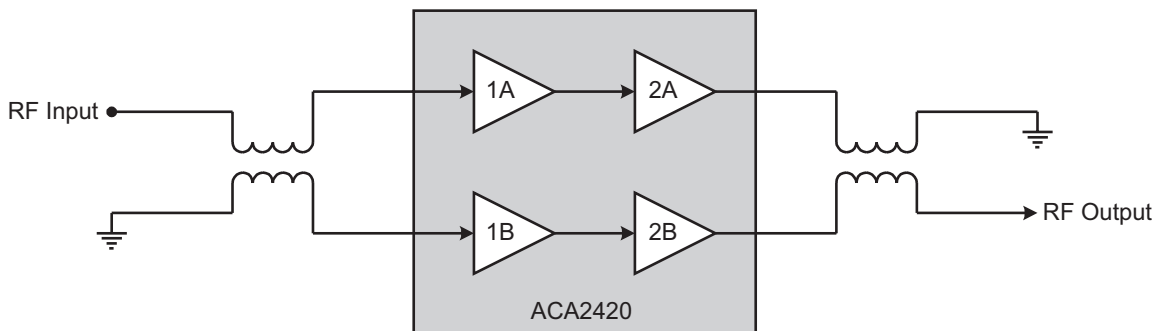 RF Input
1A
2A
1B
2B
RF Output
ACA2420